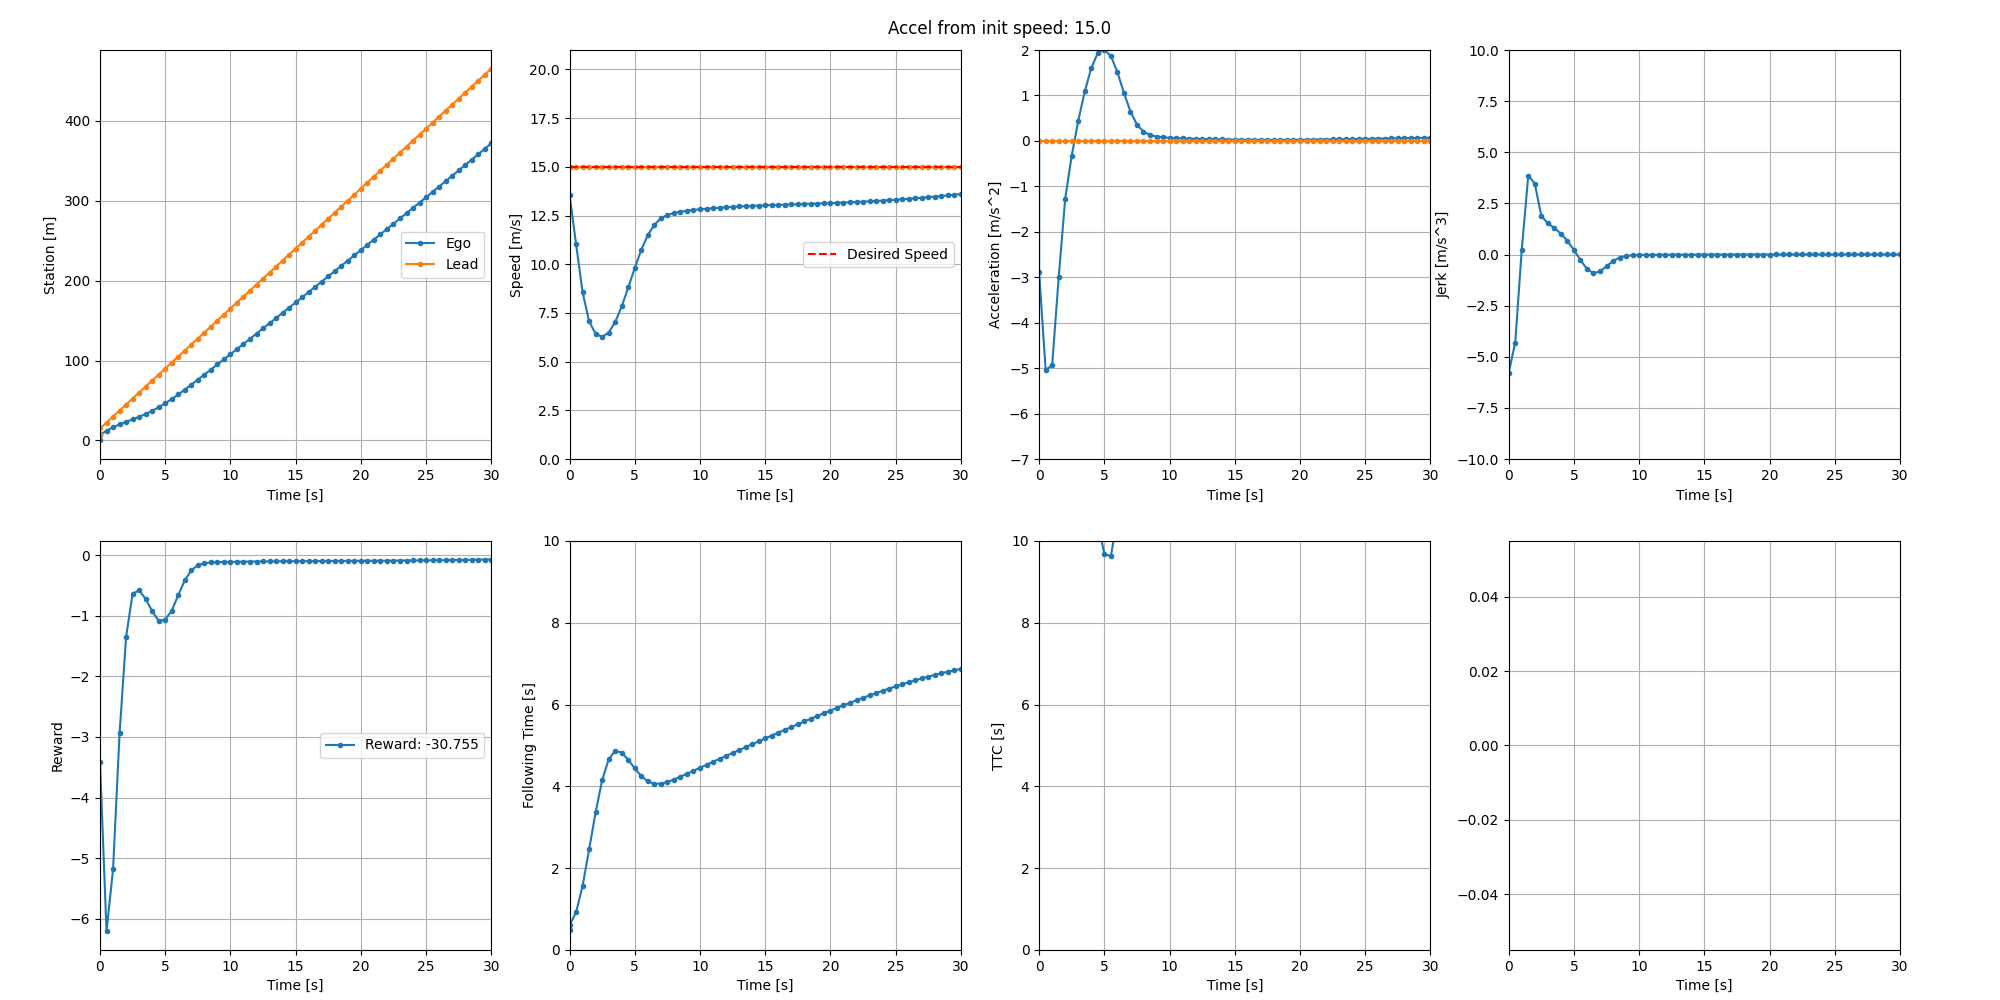 Accel from init speed: 15.0
Station [m]
400
300
200
100
0
Ego
Lead
0 5 10 15 20 25 30
Time [s]
Speed [m/s]
20.0
17.5
15.0
12.5
10.0
7.5
5.0
2.5
0.0
Desired Speed
0 5 10 15 20 25 30
Time [s]
Acceleration [m/s^2]
2
1
0
−1
−2
−3
−4
−5
−6
−7
0 5 10 15 20 25 30
Time [s]
Jerk [m/s^3]
10.0
7.5
5.0
2.5
0.0
−2.5
−5.0
−7.5
−10.0
0 5 10 15 20 25 30
Time [s]
Reward
0
−1
−2
−3
−4
−5
−6
Reward: -30.755
0 5 10 15 20 25 30
Time [s]
Following Time [s]
10
8
6
4
2
0
0 5 10 15 20 25 30
Time [s]
TTC [s]
10
8
6
4
2
0
0 5 10 15 20 25 30
Time [s]
0.04
0.02
0.00
−0.02
−0.04
0 5 10 15 20 25 30
Time [s]